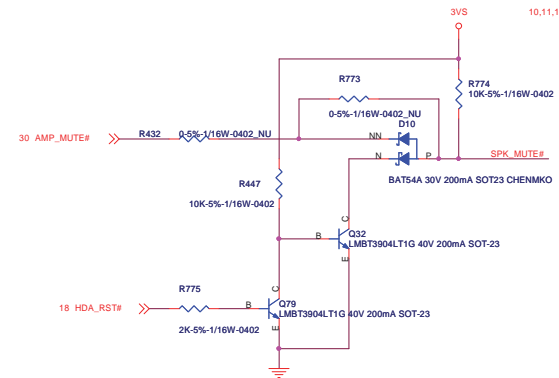 3VS
10,11,1
R773
R774
10K-5%-1/16W-0402
0-5%-1/16W-0402_NU
D10
30 AMP_MUTE#
R432
0-5%-1/16W-0402_NU
NN
N
P
SPK_MUTE#
BAT54A 30V 200mA SOT23 CHENMKO
R447
10K-5%-1/16W-0402
C
Q32
B
LMBT3904LT1G 40V 200mA SOT-23
E
R775
C
18 HDA_RST#
B
Q79
LMBT3904LT1G 40V 200mA SOT-23
2K-5%-1/16W-0402
E